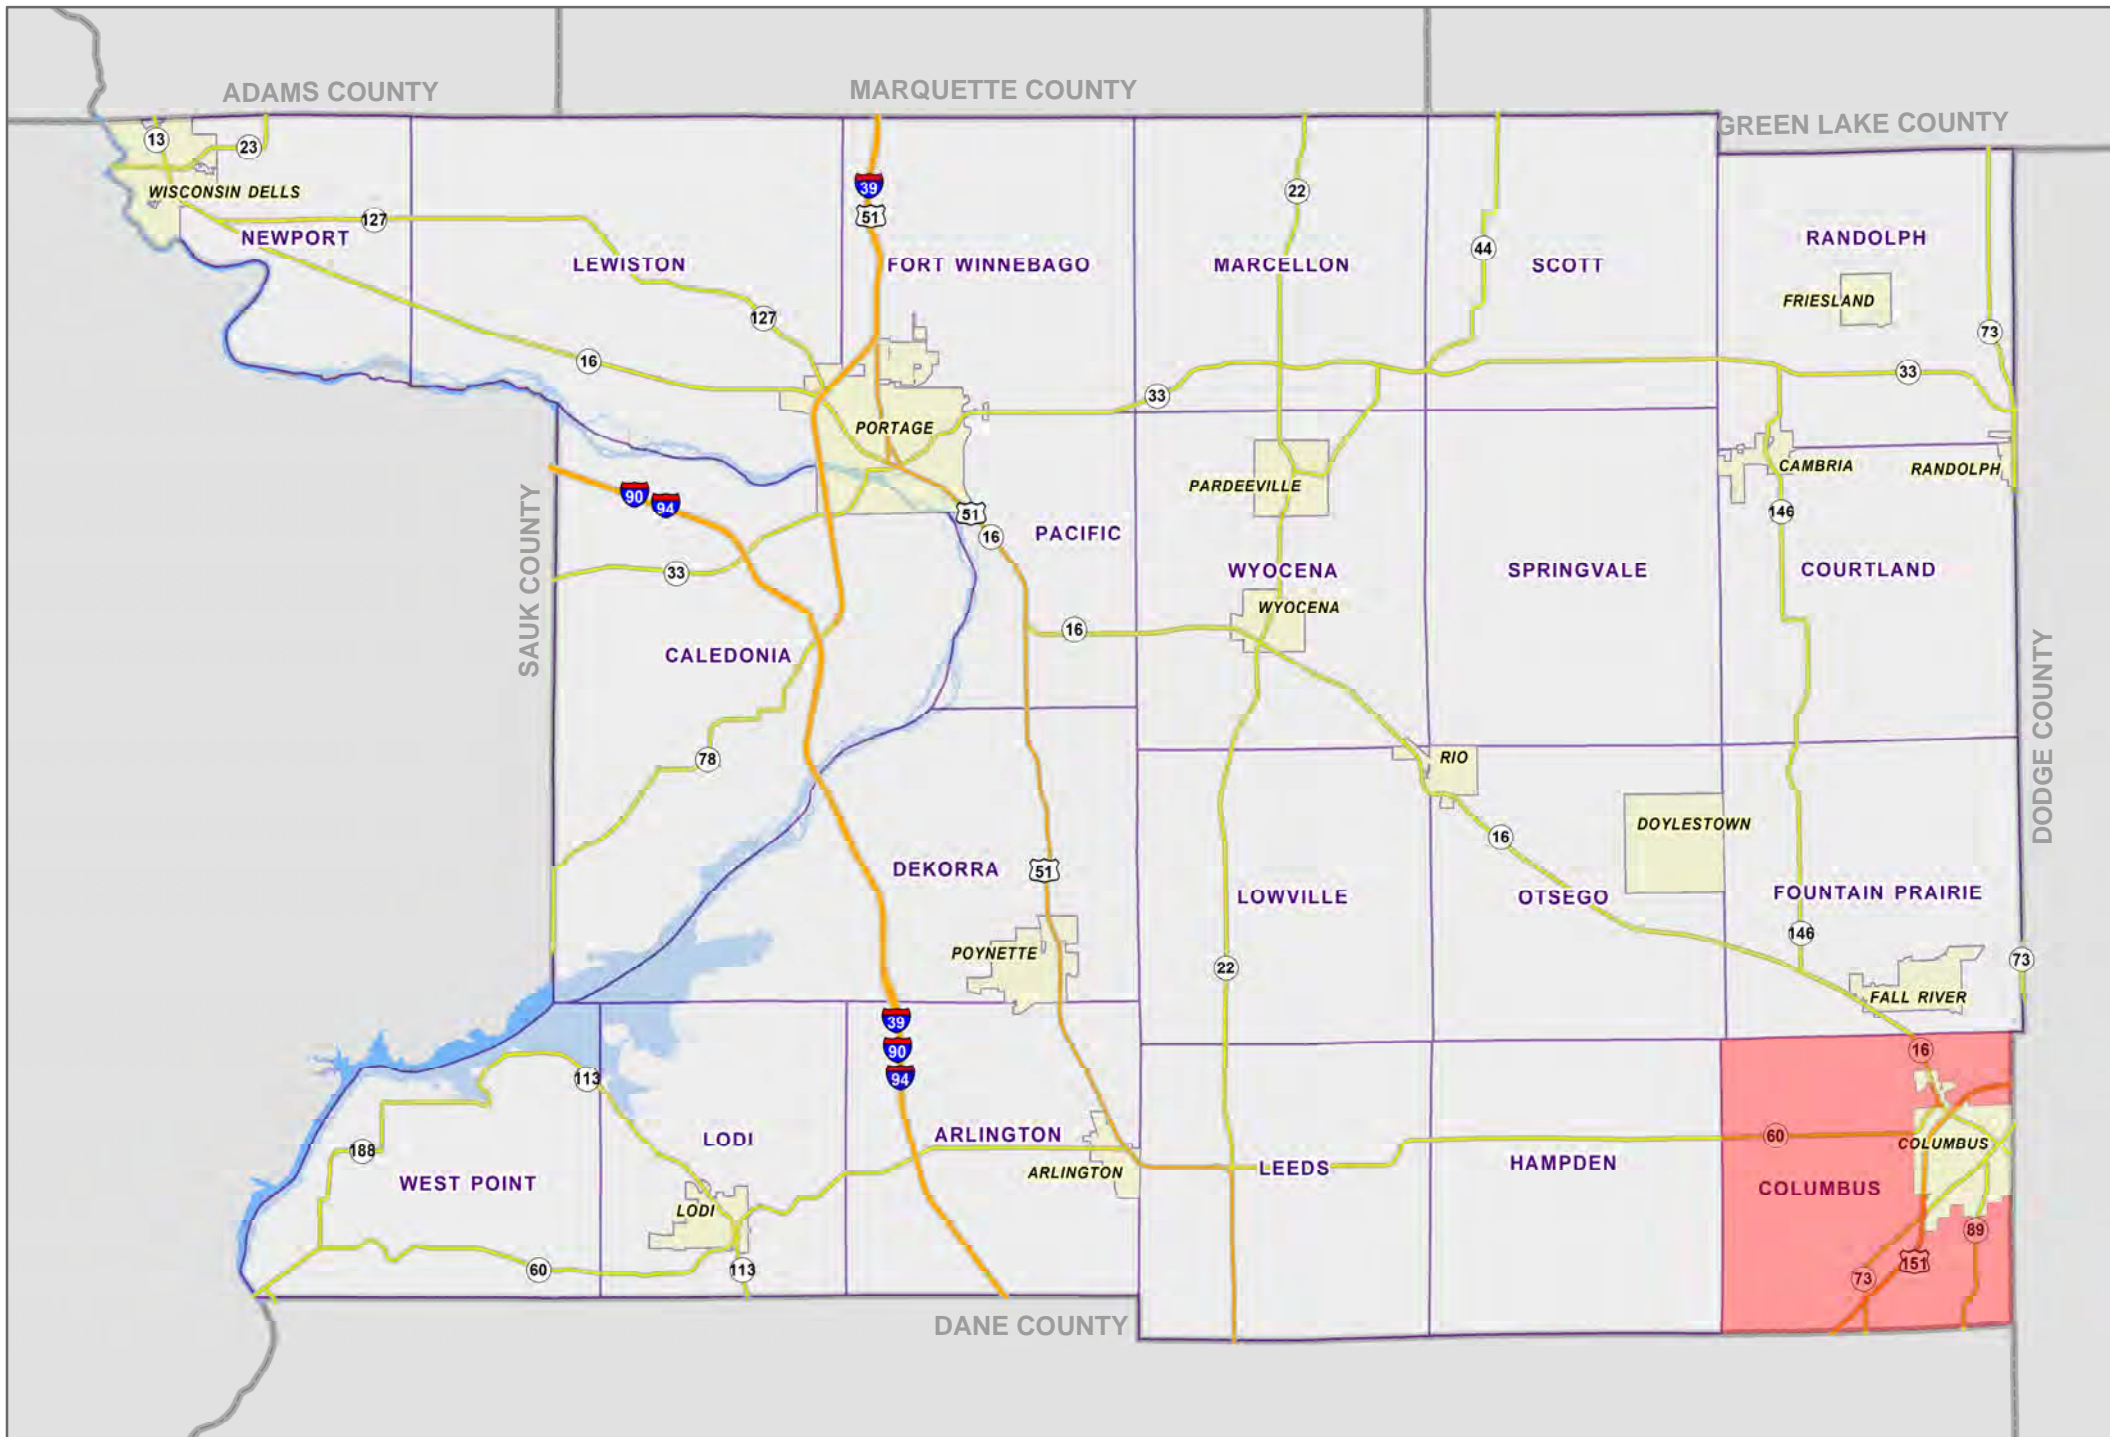 ADAMS COUNTY
MARQUETTE COUNTY
GREEN LAKE COUNTY
13
23
WISCONSIN DELLS
127
NEWPORT
LEWISTON
39
51
FORT WINNEBAGO
22
MARCELLON
44
SCOTT
RANDOLPH
FRIESLAND
73
127
16
33
33
PORTAGE
90
94
51
16
PACIFIC
PARDEEVILLE
CAMBRIA
RANDOLPH
146
SAUK COUNTY
33
WYOCENA
SPRINGVALE
COURTLAND
WYOCENA
16
CALEDONIA
78
RIO
DODGE COUNTY
DOYLESTOWN
16
DEKORRA
51
LOWVILLE
OTSEGO
FOUNTAIN PRAIRIE
146
POYNETTE
22
73
FALL RIVER
39
90
94
16
113
188
LODI
ARLINGTON
ARLINGTON
60
COLUMBUS
WEST POINT
LEEDS
HAMPDEN
COLUMBUS
LODI
89
60
113
151
73
DANE COUNTY